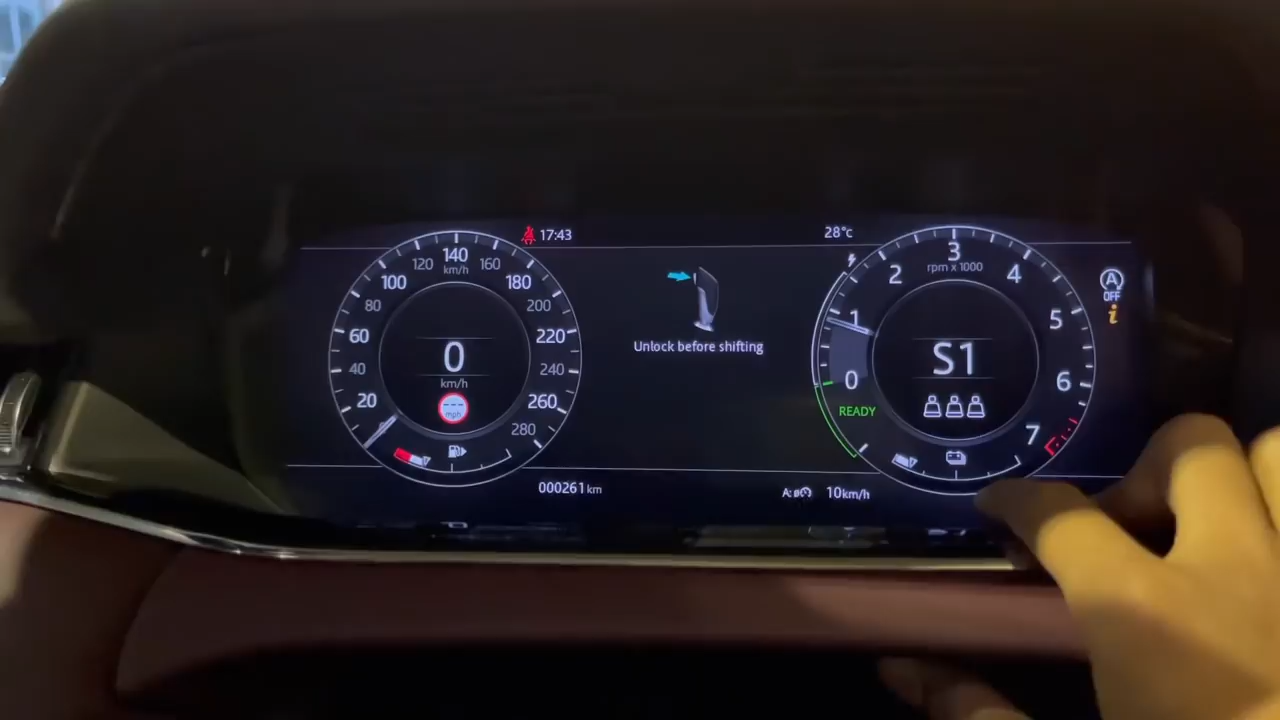 17:43
28°c
140
km/h
120
160
100
180
80
200
60
220
40
240
20
260
280
0
km/h
mph
Unlock before shifting
3
rpm x 1000
2
4
1
5
0
6
7
READY
S1
A
OFF
i
000261 km
A:ø
10km/h